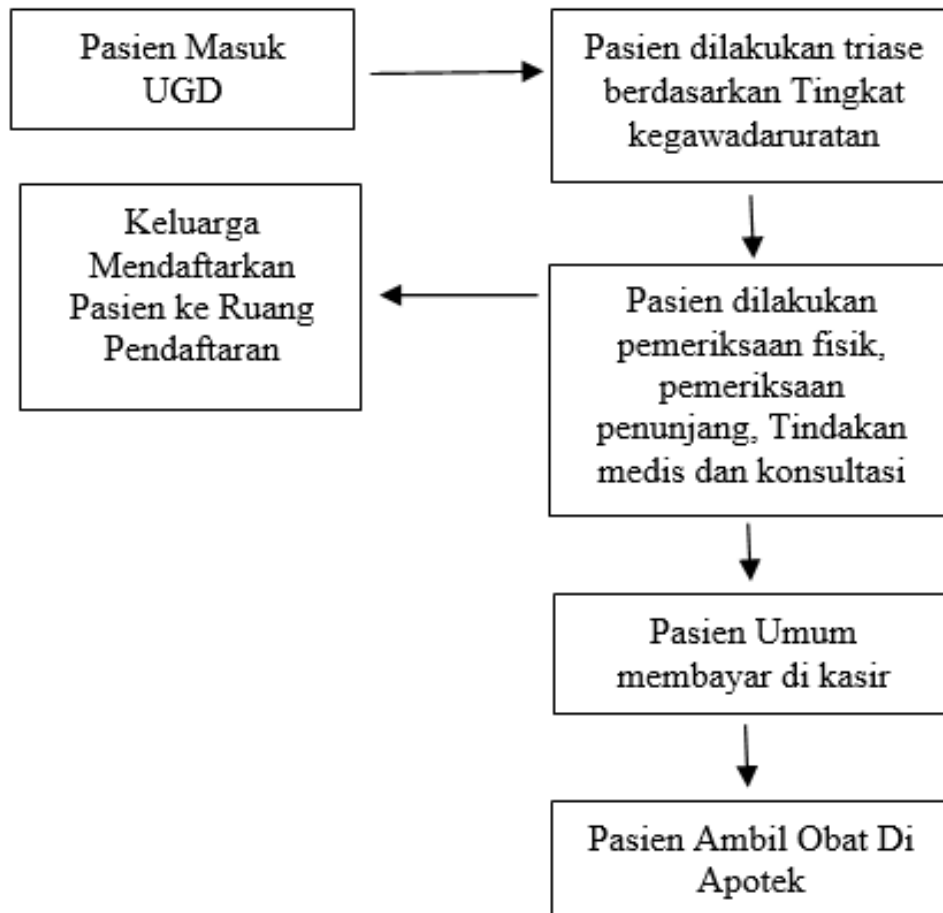 Pasien Masuk
UGD
Pasien dilakukan triase
berdasarkan Tingkat
kegawadaruratan
Keluarga
Mendaftarkan
Pasien ke Ruang
Pendaftaran
Pasien dilakukan
pemeriksaan fisik,
pemeriksaan
penunjang, Tindakan
medis dan konsultasi
Pasien Umum
membayar di kasir
Pasien Ambil Obat Di
Apotek